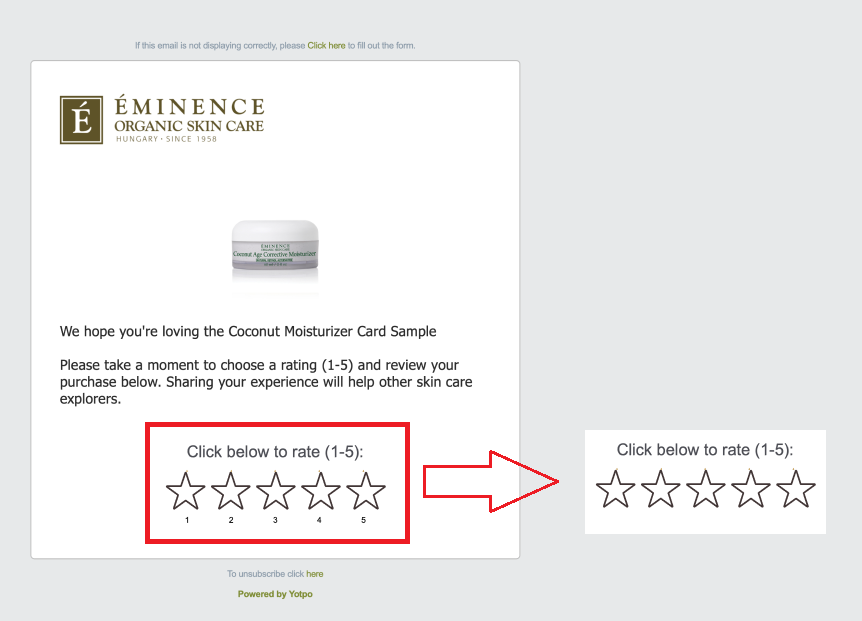 If this email is not displaying correctly, please Click here to fill out the form.
É
ÉMINENCE
ORGANIC SKIN CARE
HUNGARY • SINCE 1958
ÉMINENCE
ORGANIC SKIN CARE
Coconut Age Corrective Moisturizer
We hope you're loving the Coconut Moisturizer Card Sample
Please take a moment to choose a rating (1-5) and review your
purchase below. Sharing your experience will help other skin care
explorers.
Click below to rate (1-5):
1 2 3 4 5
Click below to rate (1-5):
To unsubscribe click here
Powered by Yotpo